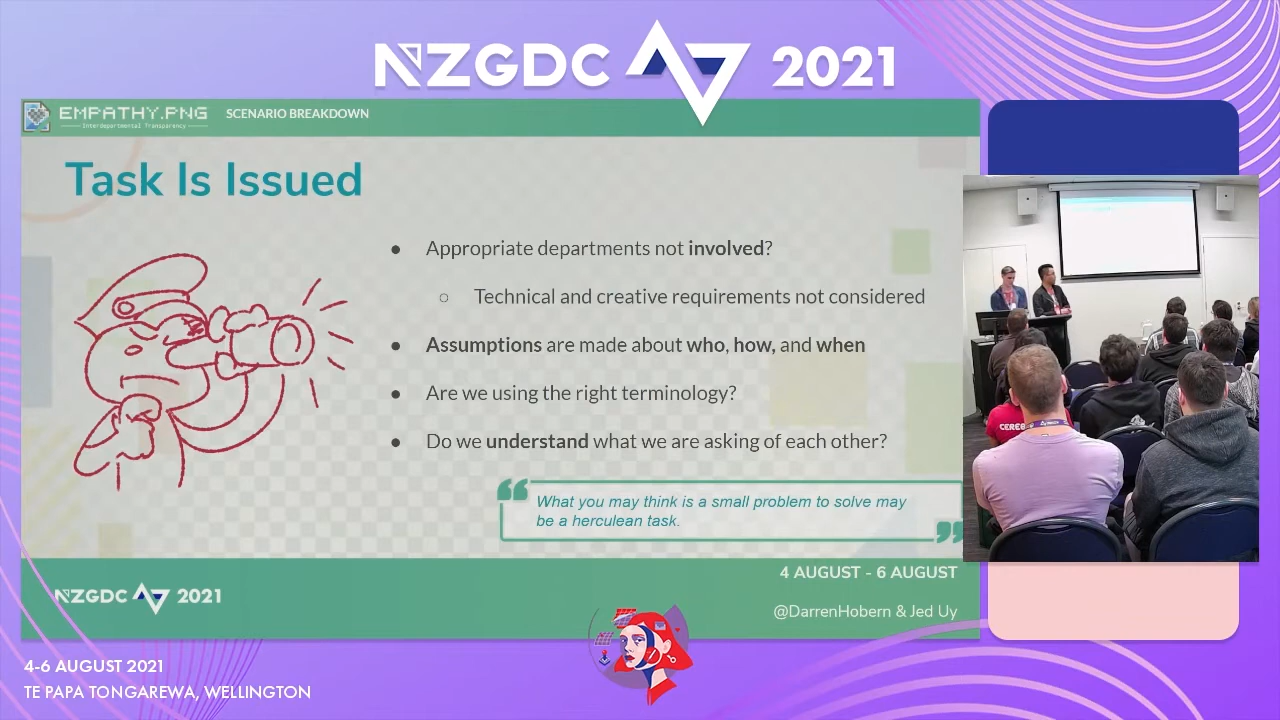 NZGDC 2021
EMPATHY.PNG
InterDepartmental Transparency
SCENARIO BREAKDOWN
Task Is Issued
● Appropriate departments not involved?
○ Technical and creative requirements not considered
● Assumptions are made about who, how, and when
● Are we using the right terminology?
● Do we understand what we are asking of each other?
❝ What you may think is a small problem to solve may
be a herculean task. ❞
4 AUGUST - 6 AUGUST
NZGDC 2021
@DarrenHobern & Jed Uy
4-6 AUGUST 2021
TE PAPA TONGAREWA, WELLINGTON